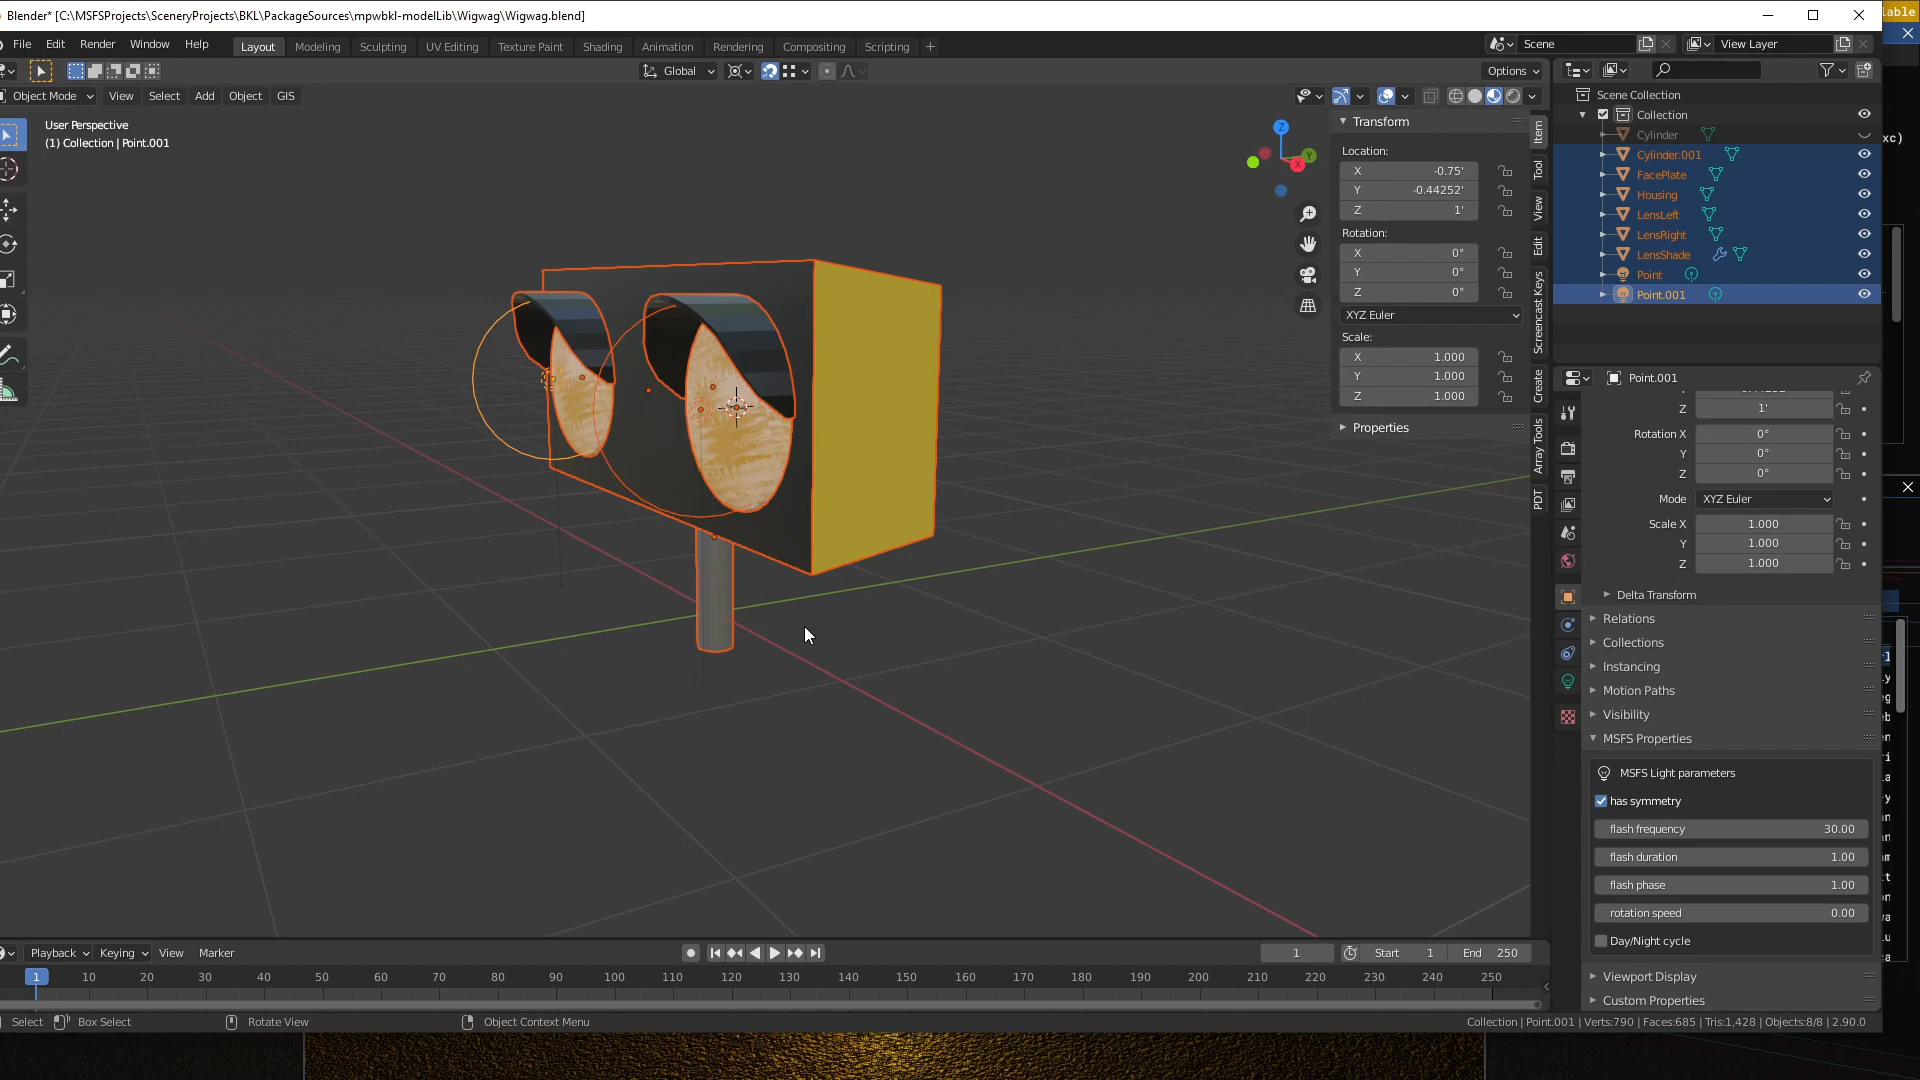 Blender* [C:\MSFSProjects\SceneryProjects\BKL\PackageSources\mpwbkl-modelLib\Wigwag\Wigwag.blend]
lable
File Edit Render Window Help Layout Modeling Sculpting UV Editing Texture Paint Shading Animation Rendering Compositing Scripting + Scene View Layer
Global Options
Object Mode View Select Add Object GIS
User Perspective
(1) Collection | Point.001
Z
Y
X
Transform
Location:
X -0.75'
Y -0.44252'
Z 1'
Rotation:
X 0°
Y 0°
Z 0°
XYZ Euler
Scale:
X 1.000
Y 1.000
Z 1.000
Properties
Item
Tool
View
Edit
Screencast Keys
Create
Array Tools
PDT
Scene Collection
Collection
Cylinder
Cylinder.001
FacePlate
Housing
LensLeft
LensRight
LensShade
Point
Point.001
xc)
Point.001
Z 1'
Rotation X 0°
Y 0°
Z 0°
Mode XYZ Euler
Scale X 1.000
Y 1.000
Z 1.000
Delta Transform
Relations
Collections
Instancing
Motion Paths
Visibility
MSFS Properties
MSFS Light parameters
has symmetry
flash frequency 30.00
flash duration 1.00
flash phase 1.00
rotation speed 0.00
Day/Night cycle
Viewport Display
Custom Properties
Playback Keying View Marker 1 Start 1 End 250
1 10 20 30 40 50 60 70 80 90 100 110 120 130 140 150 160 170 180 190 200 210 220 230 240 250
Select Box Select Rotate View Object Context Menu Collection | Point.001 | Verts:790 | Faces:685 | Tris:1,428 | Objects:8/8 | 2.90.0